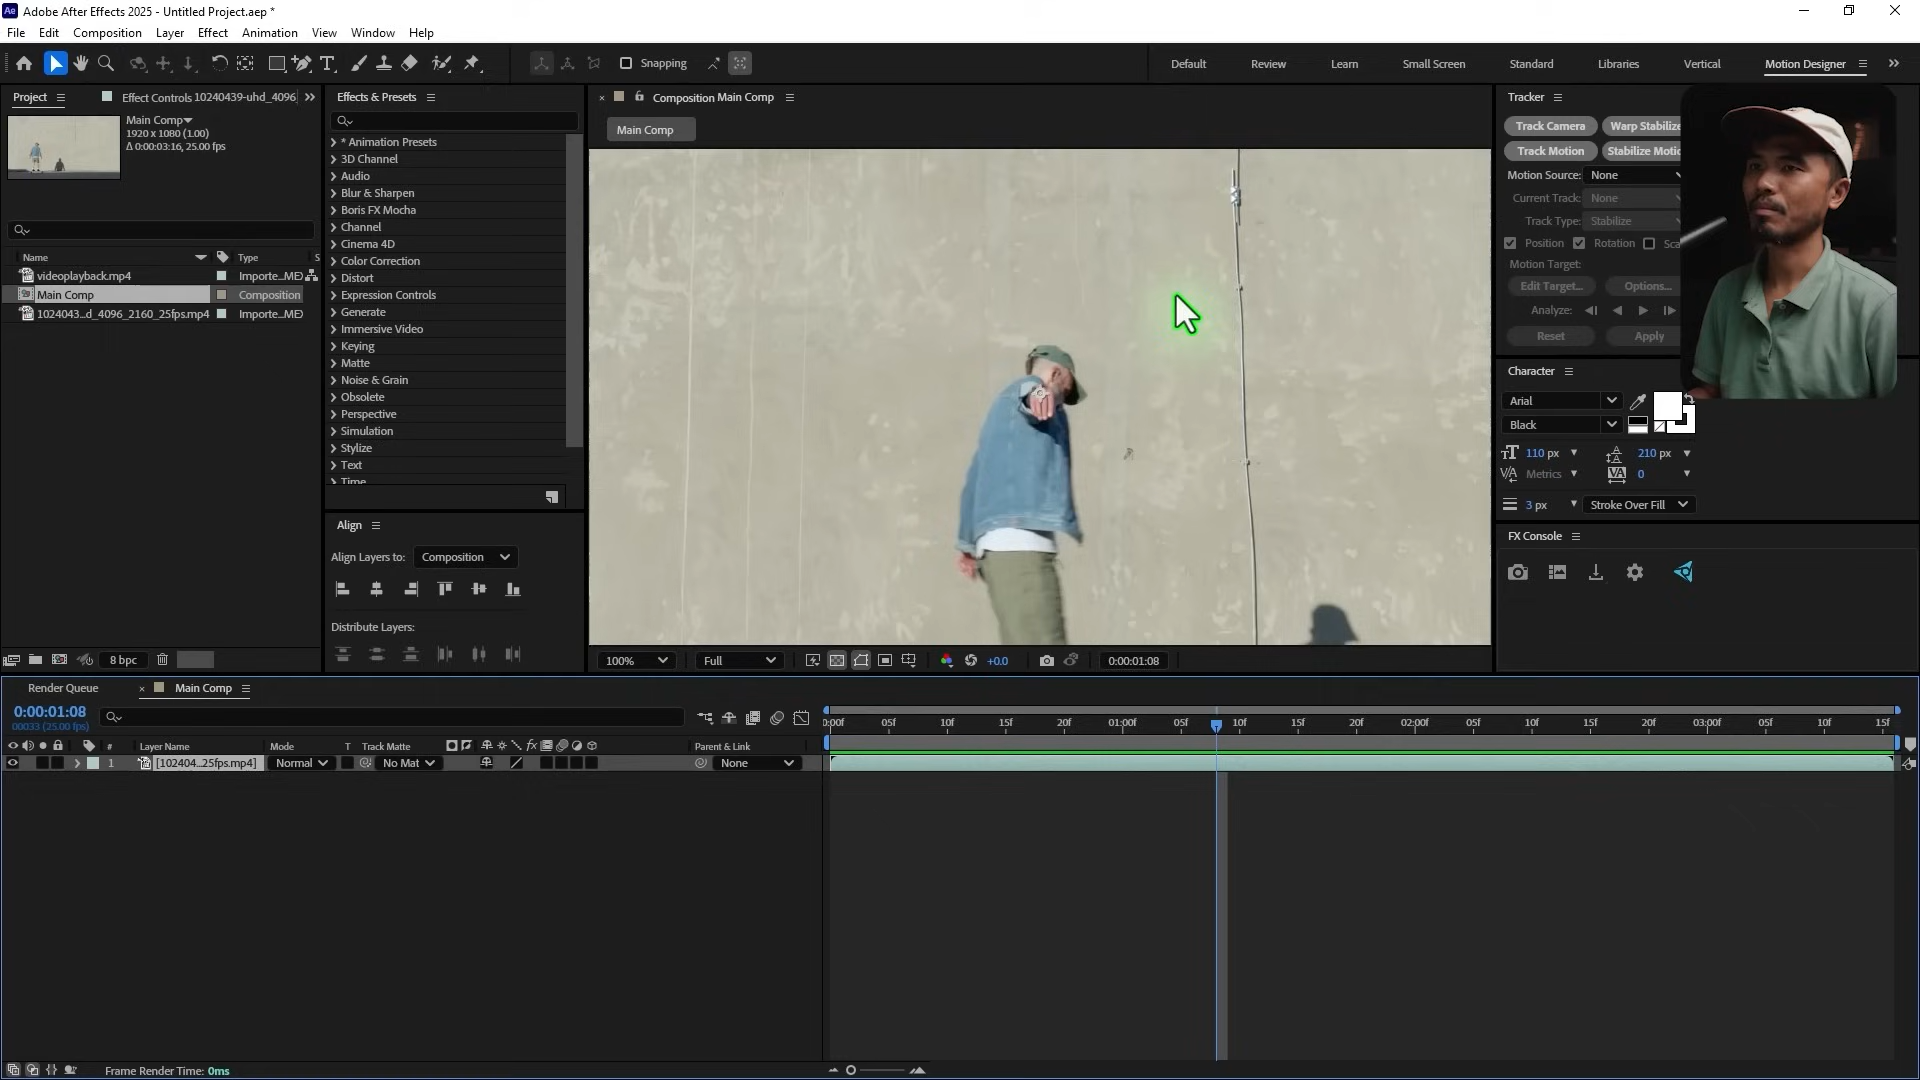 Adobe After Effects 2025 - Untitled Project.aep *
File Edit Composition Layer Effect Animation View Window Help
Snapping
Default Review Learn Small Screen Standard Libraries Vertical Motion Designer
Project Effect Controls 10240439-uhd_4096
Main Comp
1920 x 1080 (1.00)
Δ 0:00:03:16, 25.00 fps
Name Type S
videoplayback.mp4 Importe...ME
Main Comp Composition
1024043...d_4096_2160_25fps.mp4 Importe...ME
8 bpc
Effects & Presets
* Animation Presets
3D Channel
Audio
Blur & Sharpen
Boris FX Mocha
Channel
Cinema 4D
Color Correction
Distort
Expression Controls
Generate
Immersive Video
Keying
Matte
Noise & Grain
Obsolete
Perspective
Simulation
Stylize
Text
Time
Align
Align Layers to: Composition
Distribute Layers:
Composition Main Comp
Main Comp
100% Full +0.0 0:00:01:08
Tracker
Track Camera Warp Stabilize
Track Motion Stabilize Motio
Motion Source: None
Current Track: None
Track Type: Stabilize
Position Rotation Sca
Motion Target:
Edit Target... Options...
Analyze:
Reset Apply
Character
Arial
Black
110 px 210 px
Metrics 0
3 px Stroke Over Fill
FX Console
Render Queue Main Comp
0:00:01:08
00033 (25.00 fps)
# Layer Name Mode T Track Matte Parent & Link
1 [102404...25fps.mp4] Normal No Mat None
0:00f 05f 10f 15f 20f 01:00f 05f 10f 15f 20f 02:00f 05f 10f 15f 20f 03:00f 05f 10f 15f
Frame Render Time: 0ms